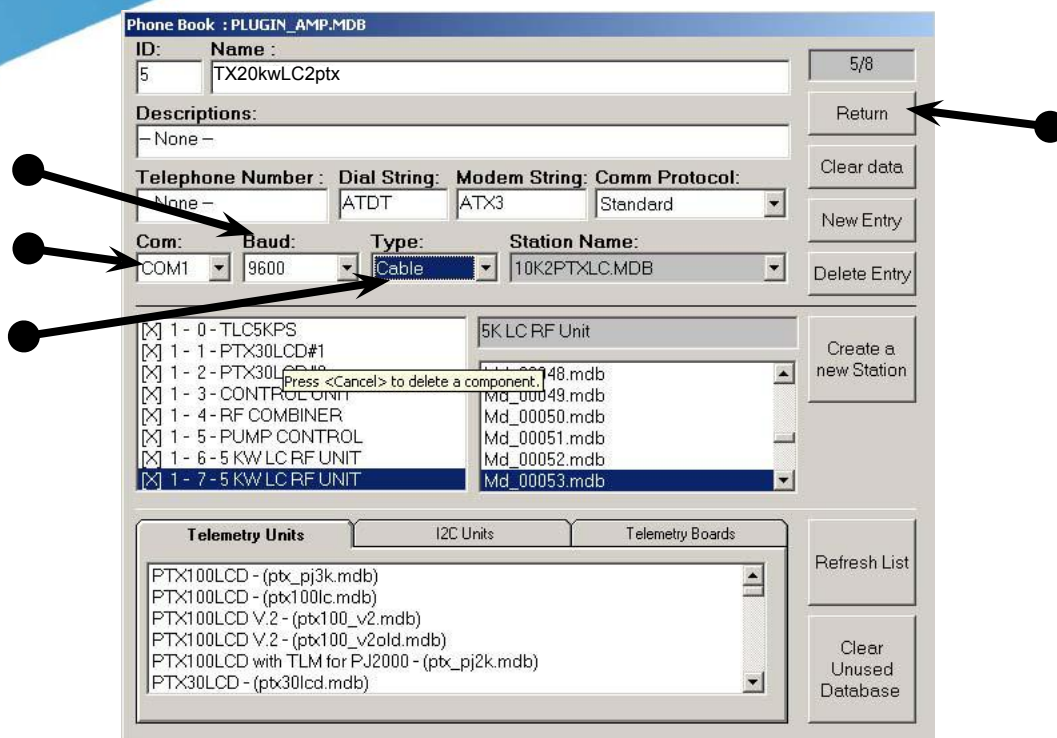 Phone Book : PLUGIN_AMP.MDB
ID: Name :
5 TX20kwLC2ptx
5/8
Descriptions:
-- None --
Return
Telephone Number : Dial String: Modem String: Comm Protocol:
None -- ATDT ATX3 Standard
Clear data
New Entry
Com: Baud: Type: Station Name:
COM1 9600 Cable 10K2PTXLC.MDB
Delete Entry
[X] 1 - 0 - TLC5KPS
[X] 1 - 1 - PTX30LCD#1
[X] 1 - 2 - PTX30L
[X] 1 - 3 - CONTROL UNIT
[X] 1 - 4 - RF COMBINER
[X] 1 - 5 - PUMP CONTROL
[X] 1 - 6 - 5 KW LC RF UNIT
[X] 1 - 7 - 5 KW LC RF UNIT
Press <Cancel> to delete a component.
5K LC RF Unit
48.mdb
Md_00049.mdb
Md_00050.mdb
Md_00051.mdb
Md_00052.mdb
Md_00053.mdb
Create a
new Station
Telemetry Units I2C Units Telemetry Boards
PTX100LCD - (ptx_pj3k.mdb)
PTX100LCD - (ptx100lc.mdb)
PTX100LCD V.2 - (ptx100_v2.mdb)
PTX100LCD V.2 - (ptx100_v2old.mdb)
PTX100LCD with TLM for PJ2000 - (ptx_pj2k.mdb)
PTX30LCD - (ptx30lcd.mdb)
Refresh List
Clear
Unused
Database